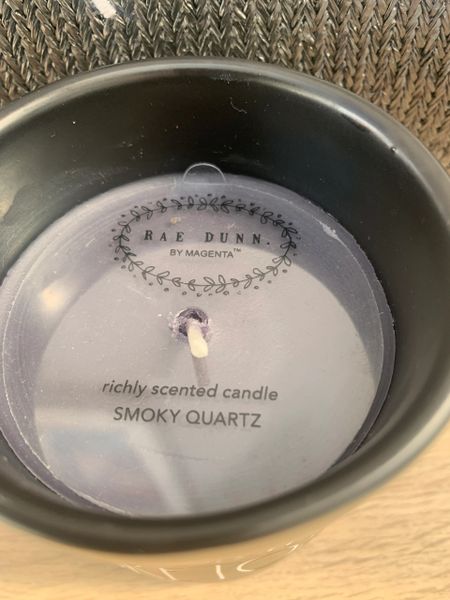 RAE DUNN.
BY MAGENTA™
richly scented candle
SMOKY QUARTZ